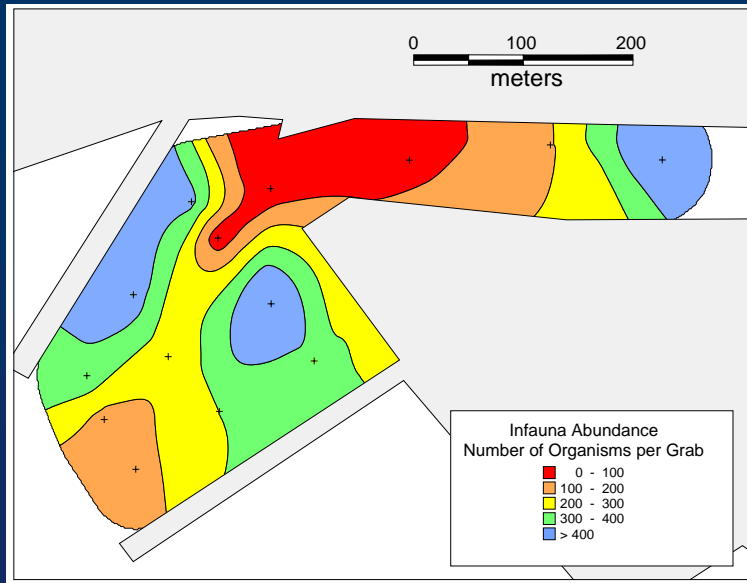 0 100 200
meters
Infauna Abundance
Number of Organisms per Grab
0 - 100
100 - 200
200 - 300
300 - 400
> 400